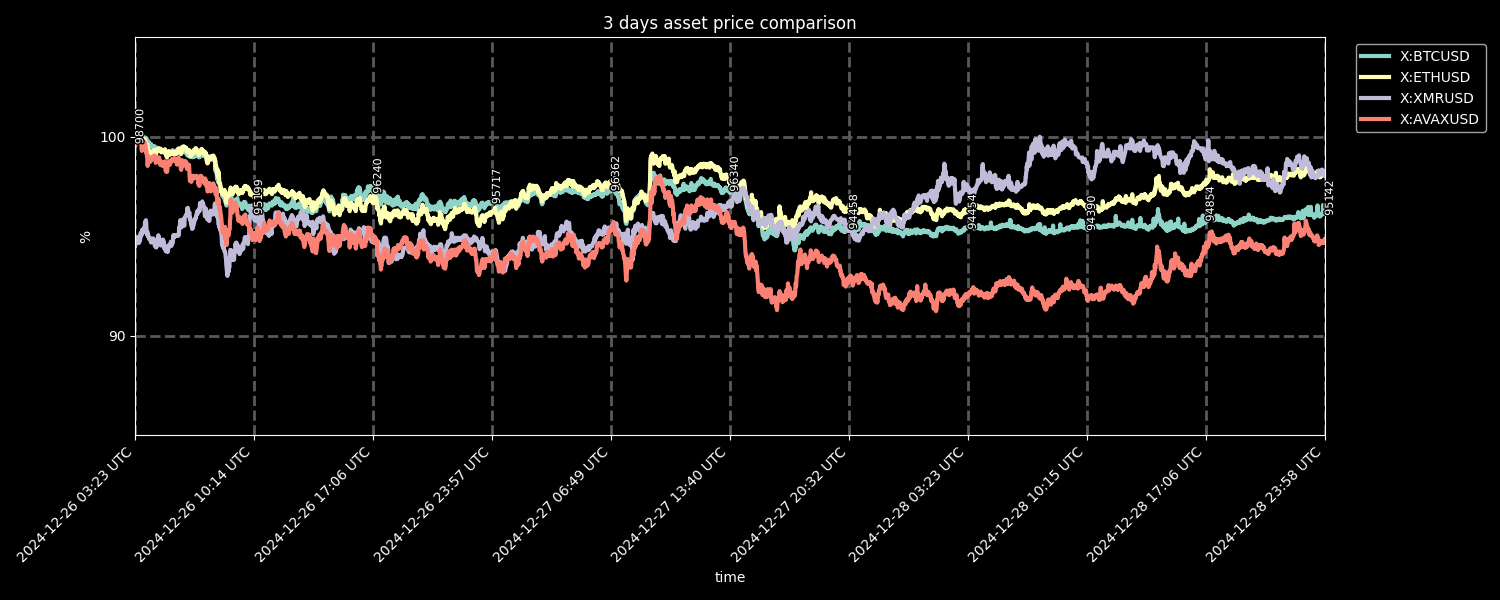 3 days asset price comparison
X:BTCUSD
X:ETHUSD
X:XMRUSD
X:AVAXUSD
100
90
%
98700
95199
96240
95717
96362
96340
94458
94454
94390
94854
95142
2024-12-26 03:23 UTC
2024-12-26 10:14 UTC
2024-12-26 17:06 UTC
2024-12-26 23:57 UTC
2024-12-27 06:49 UTC
2024-12-27 13:40 UTC
2024-12-27 20:32 UTC
2024-12-28 03:23 UTC
2024-12-28 10:15 UTC
2024-12-28 17:06 UTC
2024-12-28 23:58 UTC
time